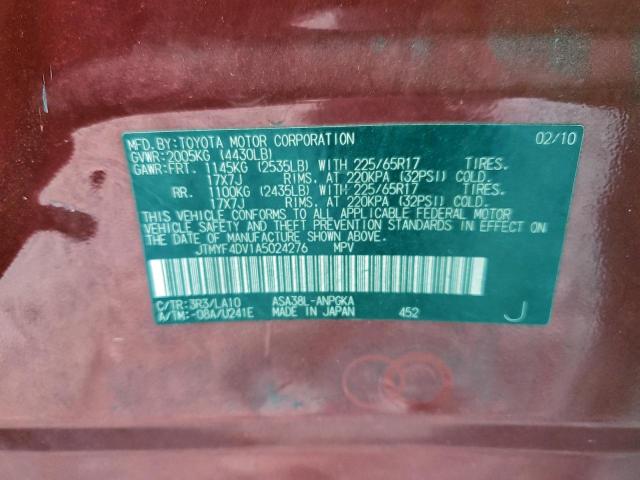 MFD.BY:TOYOTA MOTOR CORPORATION 02/10
GVWR:2005KG (4430LB)
GAWR:FRT. 1145KG (2535LB) WITH 225/65R17 TIRES.
17X7J RIMS. AT 220KPA (32PSI) COLD.
RR. 1100KG (2435LB) WITH 225/65R17 TIRES.
17X7J RIMS. AT 220KPA (32PSI) COLD.
THIS VEHICLE CONFORMS TO ALL APPLICABLE FEDERAL MOTOR
VEHICLE SAFETY AND THEFT PREVENTION STANDARDS IN EFFECT ON
THE DATE OF MANUFACTURE SHOWN ABOVE.
JTMYF4DV1A5024276 MPV
C/TR:3R3/LA10 ASA38L-ANPGKA
A/TM:-08A/U241E MADE IN JAPAN 452 J